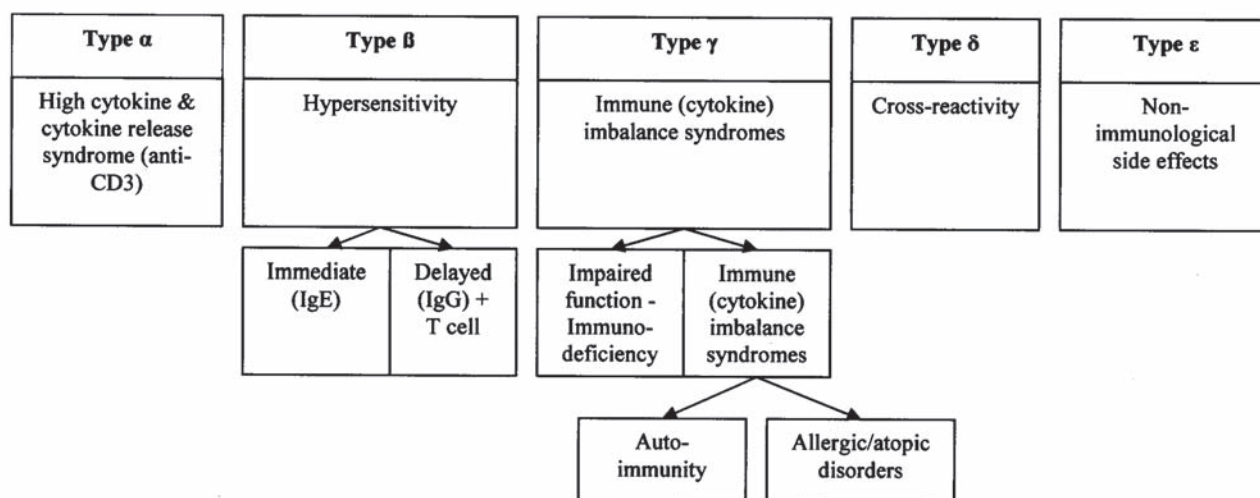 Type α
High cytokine &
cytokine release
syndrome (anti-
CD3)
Type ß
Hypersensitivity
Immediate
(IgE)
Delayed
(IgG) +
T cell
Type γ
Immune (cytokine)
imbalance syndromes
Impaired
function -
Immuno-
deficiency
Immune
(cytokine)
imbalance
syndromes
Auto-
immunity
Allergic/atopic
disorders
Type δ
Cross-reactivity
Type ε
Non-
immunological
side effects